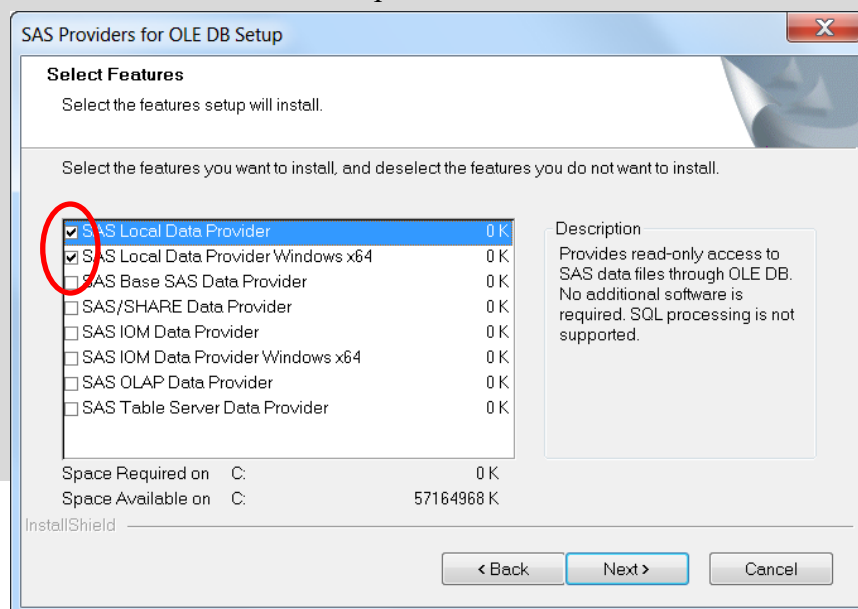 SAS Providers for OLE DB Setup
X
Select Features
Select the features setup will install.
Select the features you want to install, and deselect the features you do not want to install.
SAS Local Data Provider 0 K
SAS Local Data Provider Windows x64 0 K
SAS Base SAS Data Provider 0 K
SAS/SHARE Data Provider 0 K
SAS IOM Data Provider 0 K
SAS IOM Data Provider Windows x64 0 K
SAS OLAP Data Provider 0 K
SAS Table Server Data Provider 0 K
Description
Provides read-only access to
SAS data files through OLE DB.
No additional software is
required. SQL processing is not
supported.
Space Required on C: 0 K
Space Available on C: 57164968 K
InstallShield
< Back
Next >
Cancel